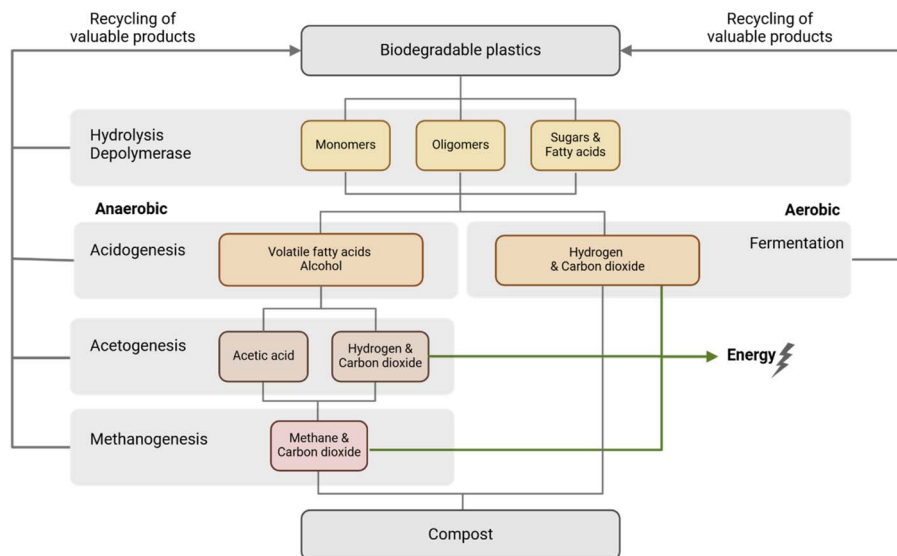 Recycling of
valuable products
Recycling of
valuable products
Biodegradable plastics
Hydrolysis
Depolymerase
Monomers
Oligomers
Sugars &
Fatty acids
Anaerobic
Aerobic
Acidogenesis
Volatile fatty acids
Alcohol
Hydrogen
& Carbon dioxide
Fermentation
Acetogenesis
Acetic acid
Hydrogen &
Carbon dioxide
Energy
Methanogenesis
Methane &
Carbon dioxide
Compost